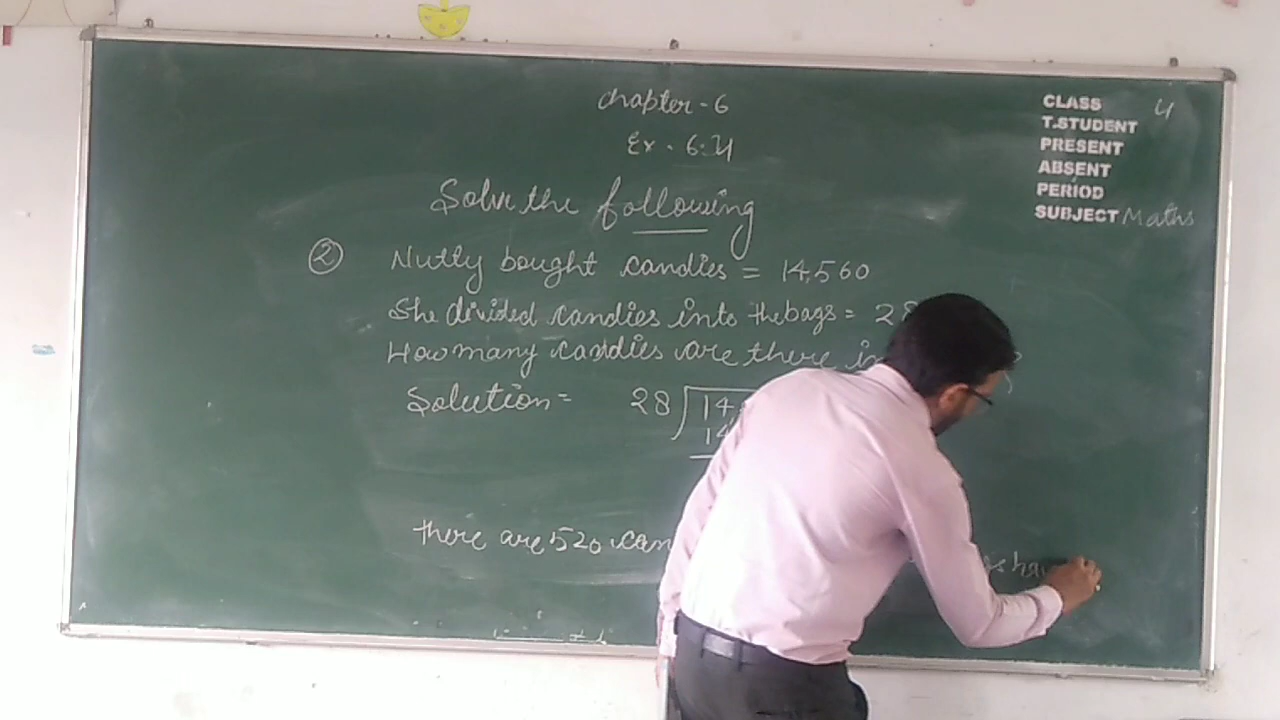 chapter - 6
Ex - 6.4
Solve the following
② Nutty bought candies = 14,560
She divided candies into the bags = 28
How many candies are there in
Solution = 28 14,
14
there are 520 can
CLASS 4
T.STUDENT
PRESENT
ABSENT
PERIOD
SUBJECT Maths